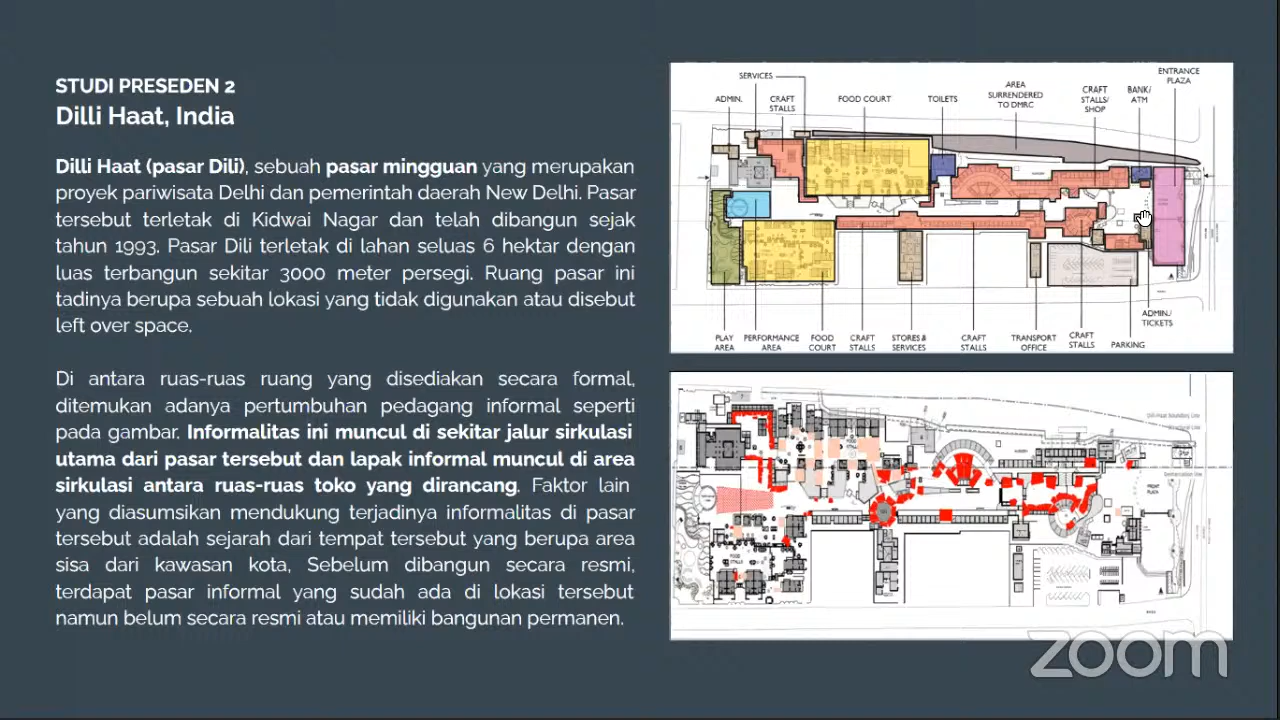 STUDI PRESEDEN 2
Dilli Haat, India
Dilli Haat (pasar Dili), sebuah pasar mingguan yang merupakan
proyek pariwisata Delhi dan pemerintah daerah New Delhi. Pasar
tersebut terletak di Kidwai Nagar dan telah dibangun sejak
tahun 1993. Pasar Dili terletak di lahan seluas 6 hektar dengan
luas terbangun sekitar 3000 meter persegi. Ruang pasar ini
tadinya berupa sebuah lokasi yang tidak digunakan atau disebut
left over space.
Di antara ruas-ruas ruang yang disediakan secara formal,
ditemukan adanya pertumbuhan pedagang informal seperti
pada gambar. Informalitas ini muncul di sekitar jalur sirkulasi
utama dari pasar tersebut dan lapak informal muncul di area
sirkulasi antara ruas-ruas toko yang dirancang. Faktor lain
yang diasumsikan mendukung terjadinya informalitas di pasar
tersebut adalah sejarah dari tempat tersebut yang berupa area
sisa dari kawasan kota, Sebelum dibangun secara resmi,
terdapat pasar informal yang sudah ada di lokasi tersebut
namun belum secara resmi atau memiliki bangunan permanen.
SERVICES
ADMIN.
CRAFT
STALLS
FOOD COURT
TOILETS
AREA
SURRENDERED
TO DMRC
CRAFT
STALLS/
SHOP
BANK/
ATM
ENTRANCE
PLAZA
PLAY
AREA
PERFORMANCE
AREA
FOOD
COURT
CRAFT
STALLS
STORES &
SERVICES
CRAFT
STALLS
TRANSPORT
OFFICE
CRAFT
STALLS
PARKING
ADMIN./
TICKETS
FOOD
STALLS
FRONT
PLAZA
zoom